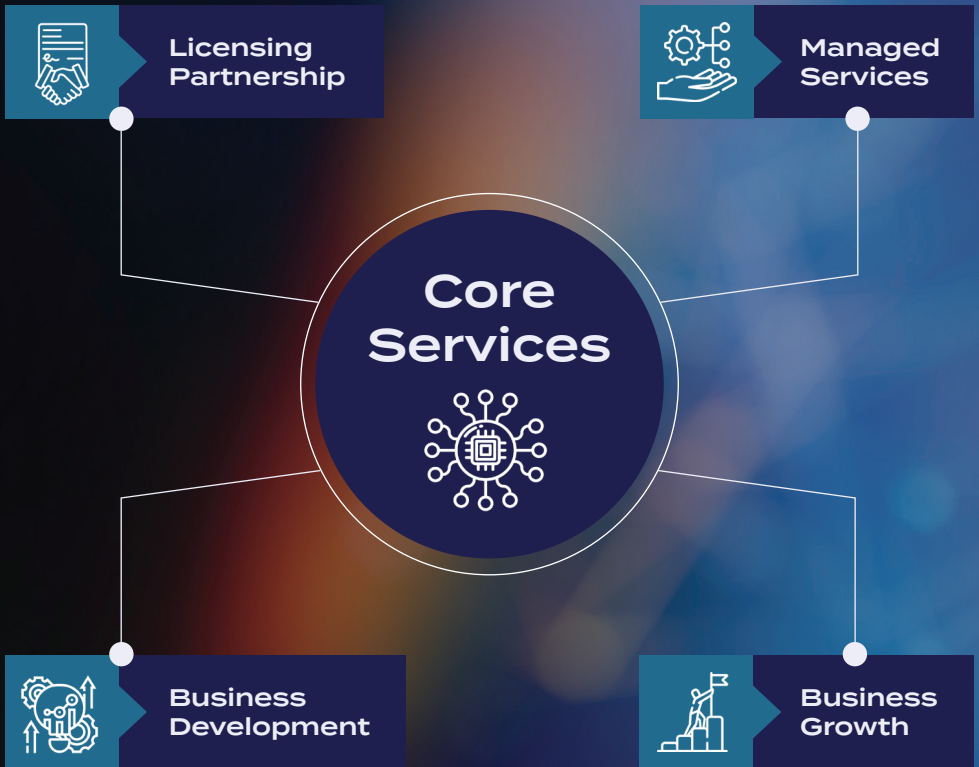 Licensing
Partnership
Managed
Services
Core
Services
Business
Development
Business
Growth